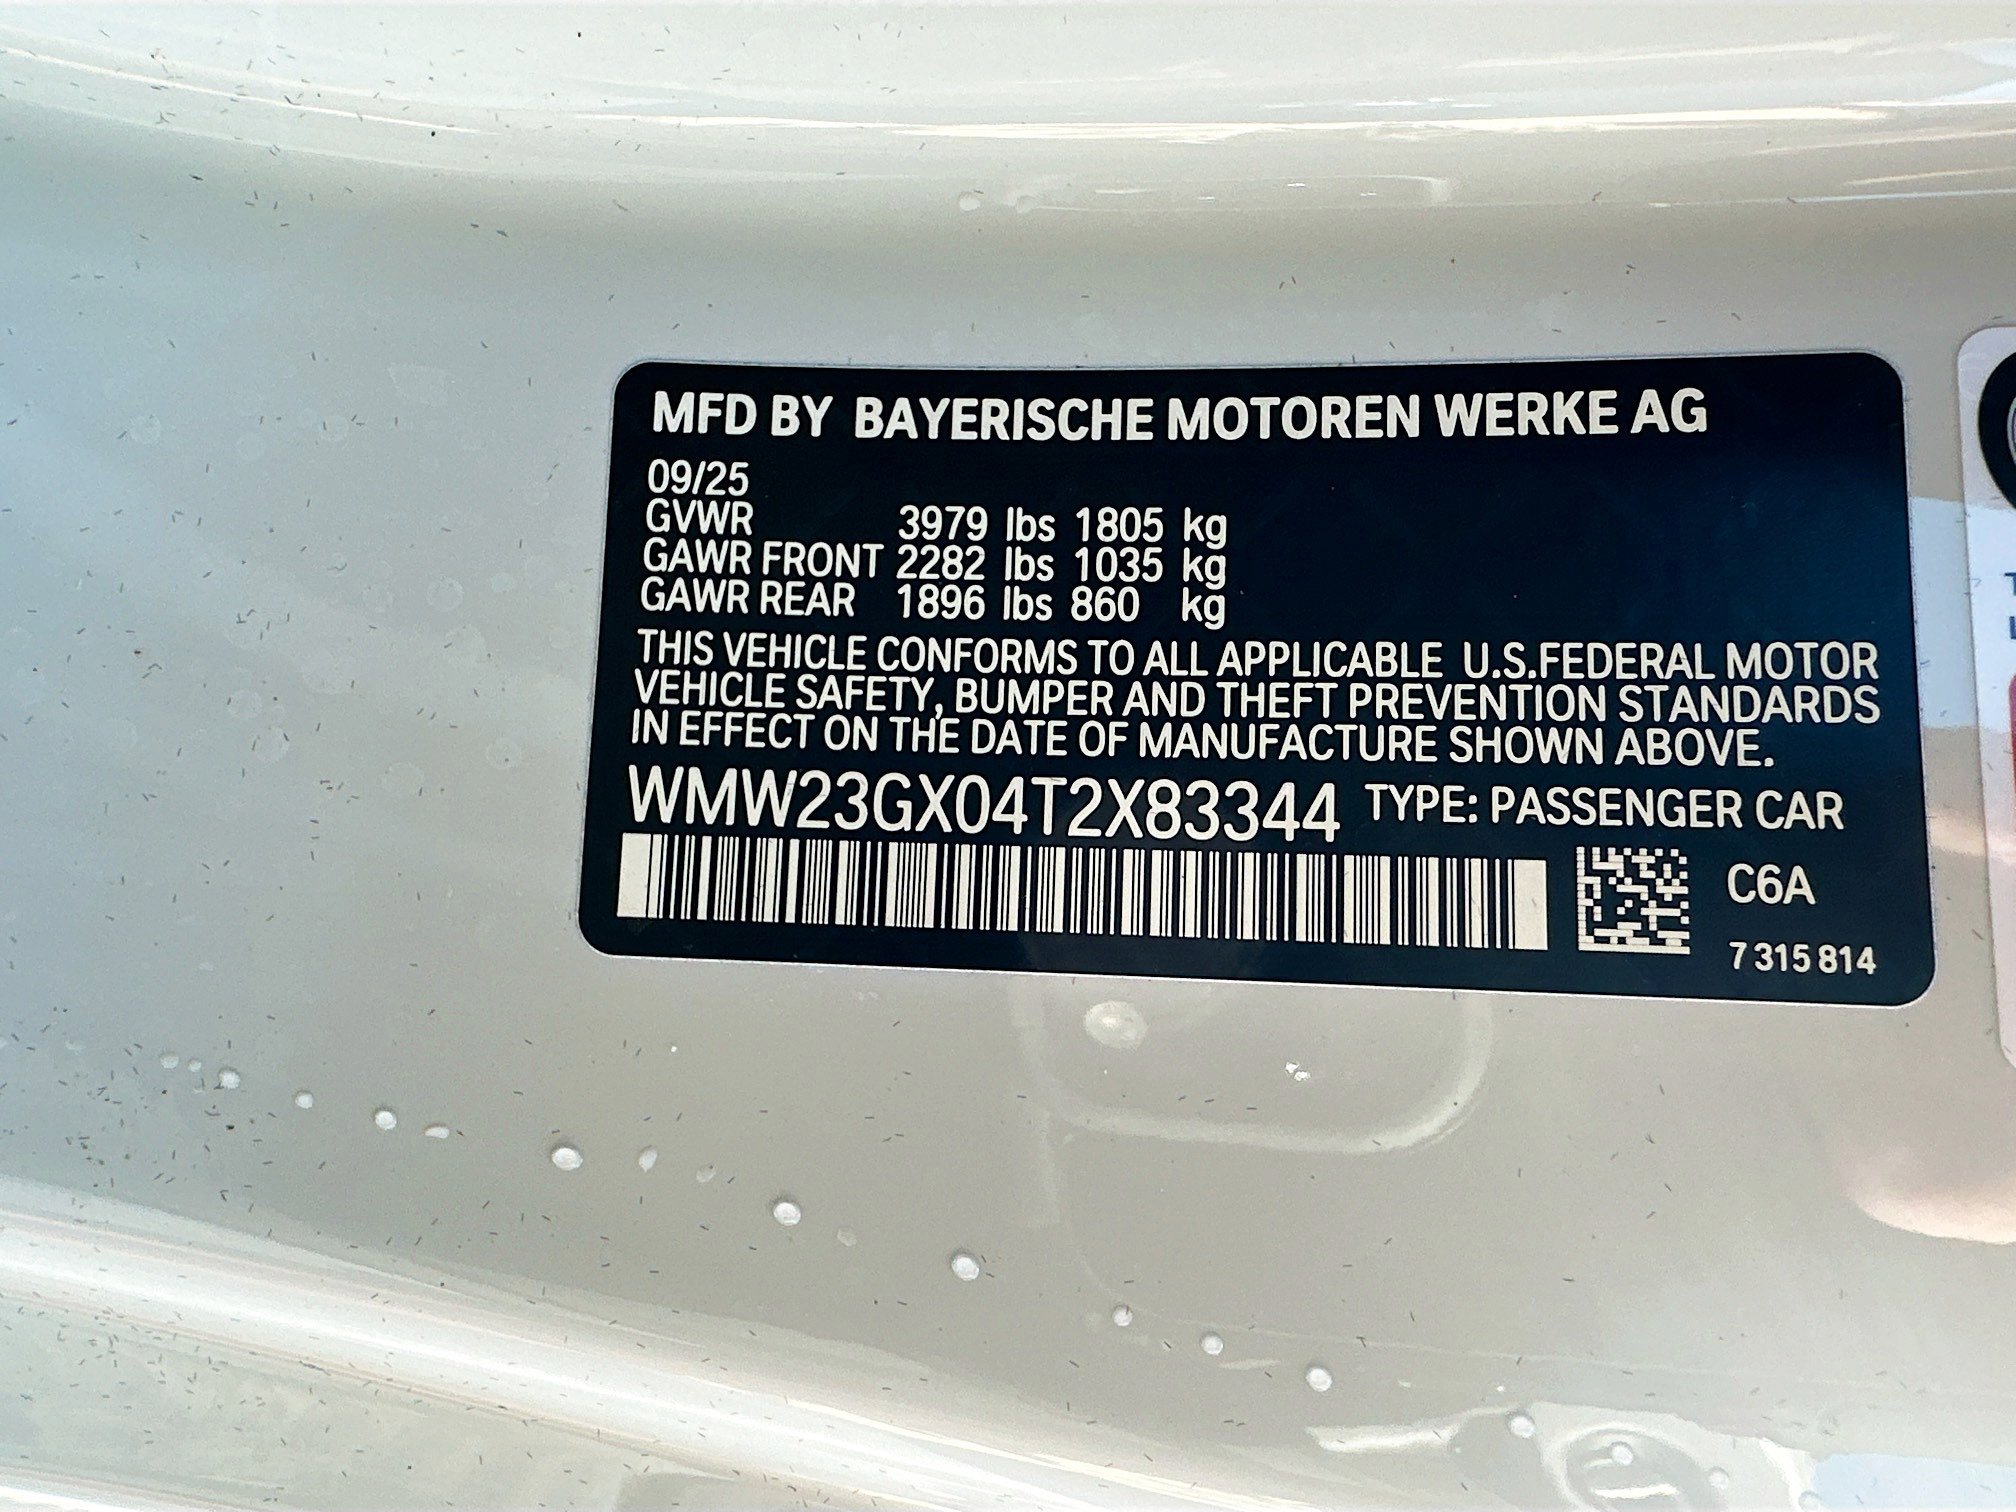 MFD BY BAYERISCHE MOTOREN WERKE AG
09/25
GVWR 3979 lbs 1805 kg
GAWR FRONT 2282 lbs 1035 kg
GAWR REAR 1896 lbs 860 kg
THIS VEHICLE CONFORMS TO ALL APPLICABLE U.S.FEDERAL MOTOR
VEHICLE SAFETY, BUMPER AND THEFT PREVENTION STANDARDS
IN EFFECT ON THE DATE OF MANUFACTURE SHOWN ABOVE.
WMW23GX04T2X83344 TYPE: PASSENGER CAR
C6A
7 315 814